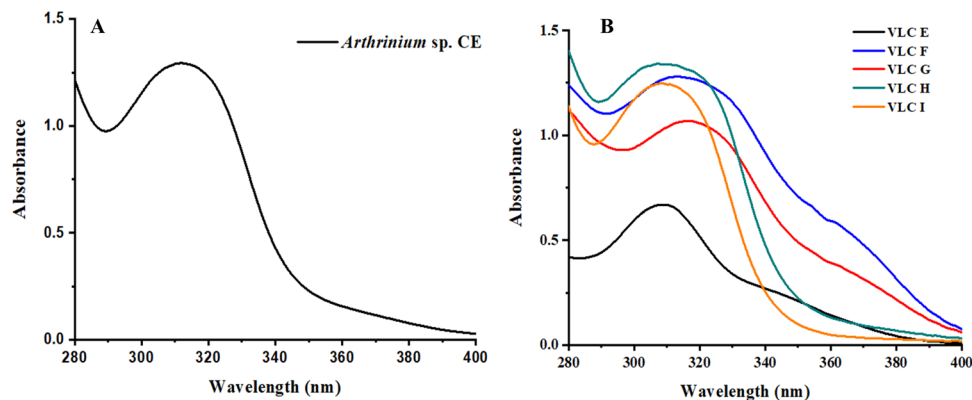 A
Arthrinium sp. CE
Absorbance
1.5
1.0
0.5
0.0
280 300 320 340 360 380 400
Wavelength (nm)
B
VLC E
VLC F
VLC G
VLC H
VLC I
Absorbance
1.5
1.0
0.5
0.0
280 300 320 340 360 380 400
Wavelength (nm)